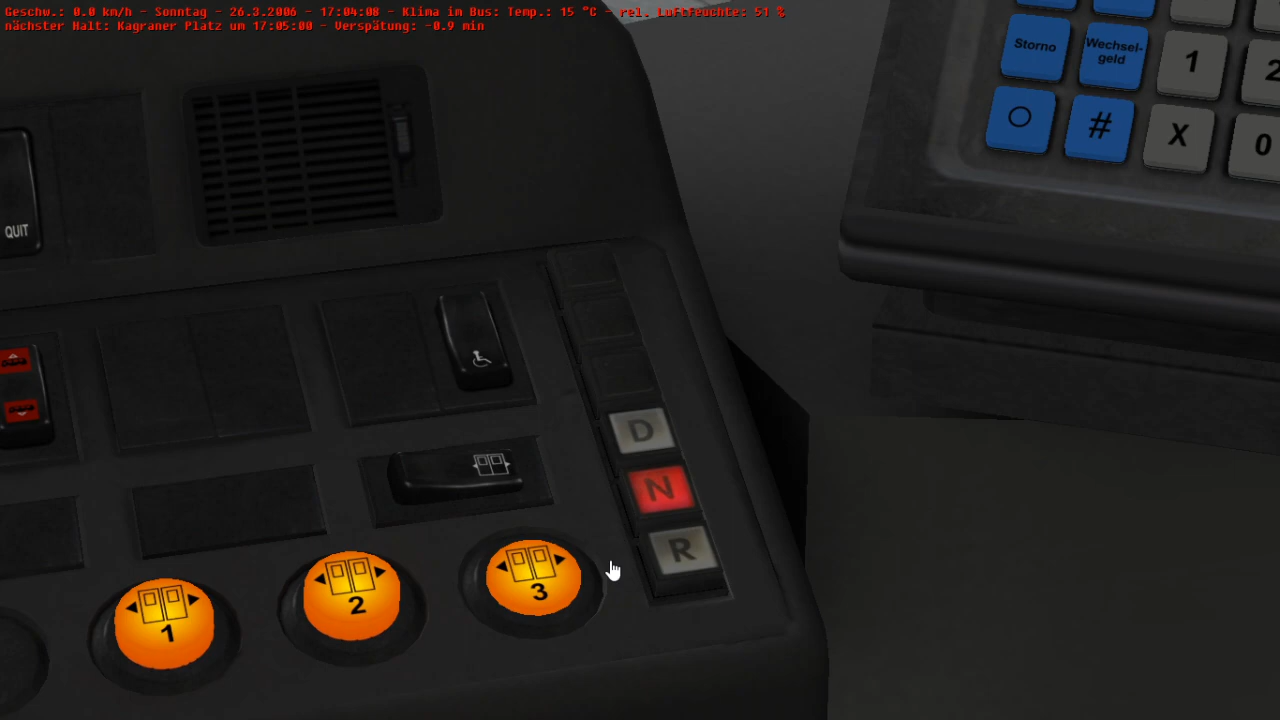 Geschw.: 0.0 km/h - Sonntag - 26.3.2006 - 17:04:08 - Klima im Bus: Temp.: 15 °C - rel. Luftfeuchte: 51 %
nächster Halt: Kagraner Platz um 17:05:00 - Verspätung: -0.9 min
Storno
Wechsel-
geld
1
2
#
X
0
QUIT
D
N
R
1
2
3